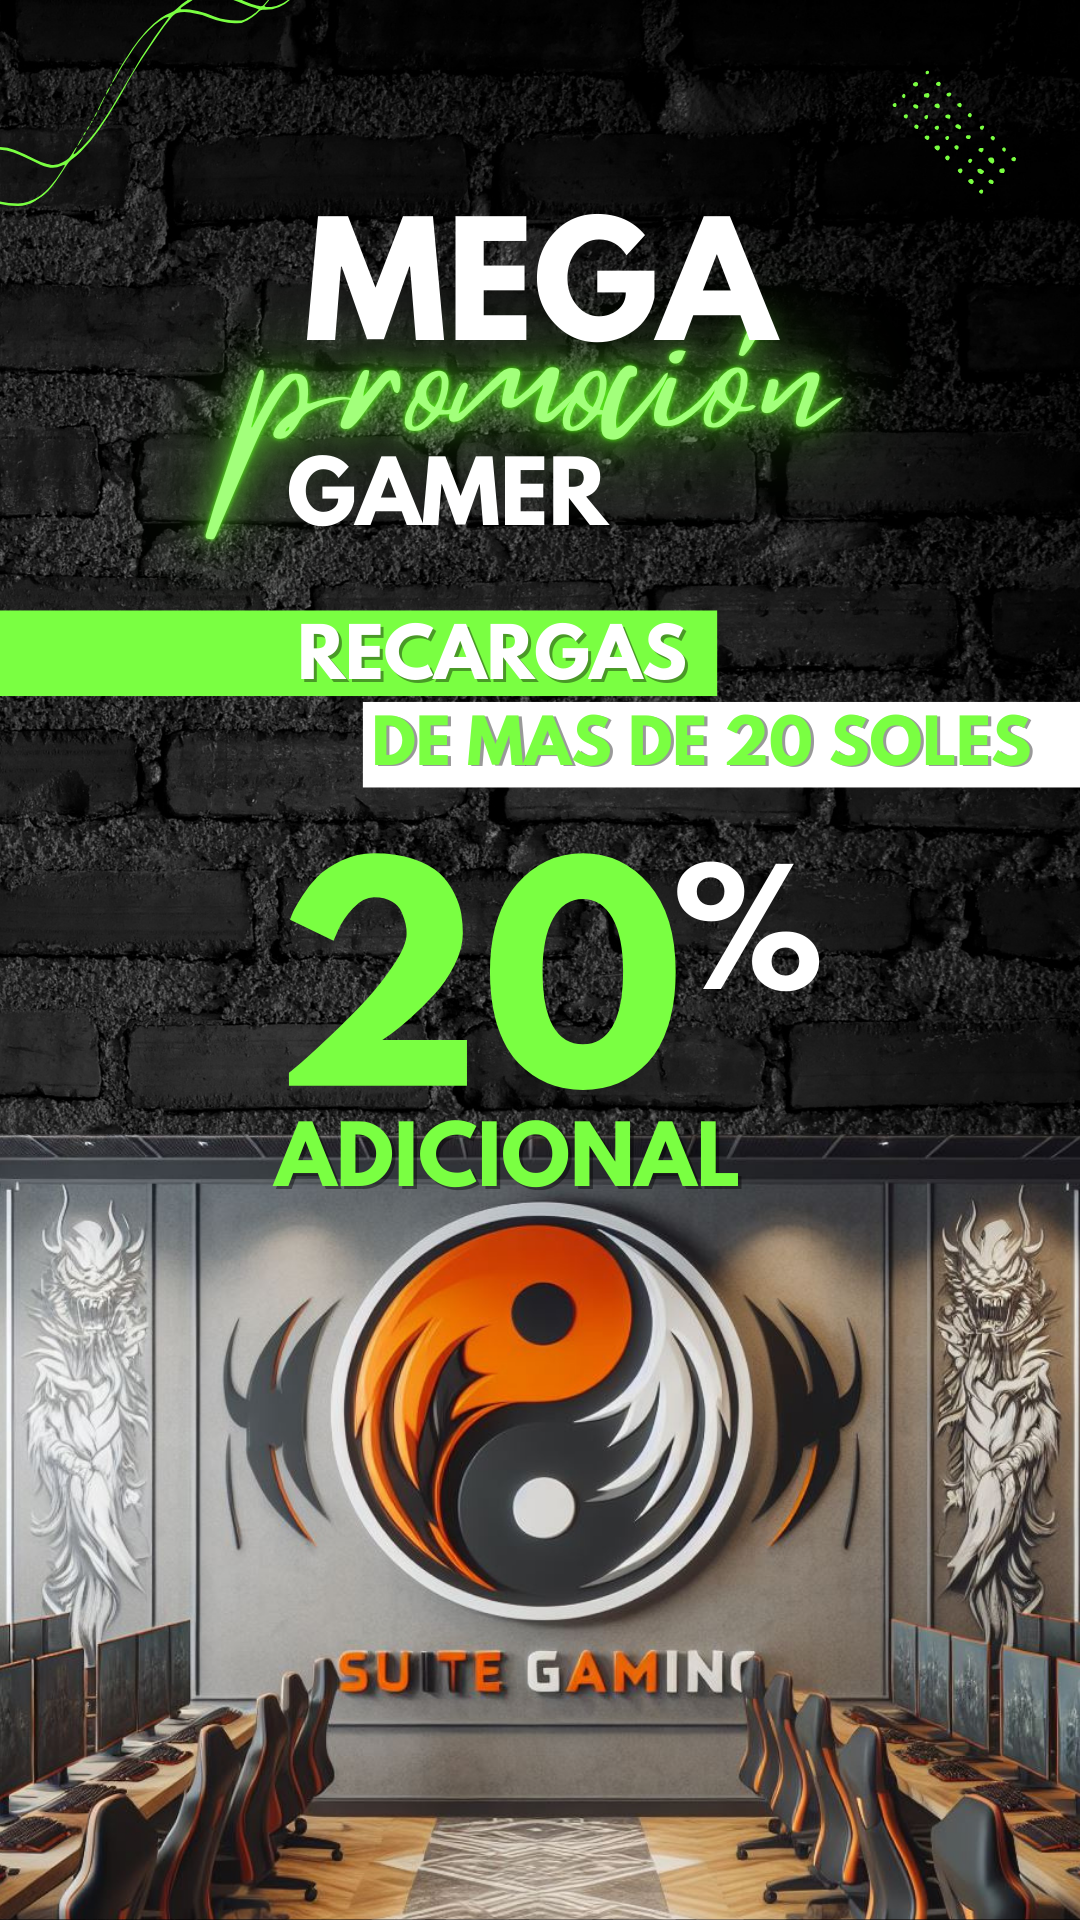 MEGA
promoción
GAMER
RECARGAS
DE MAS DE 20 SOLES
20%
ADICIONAL
SUITE GAMING